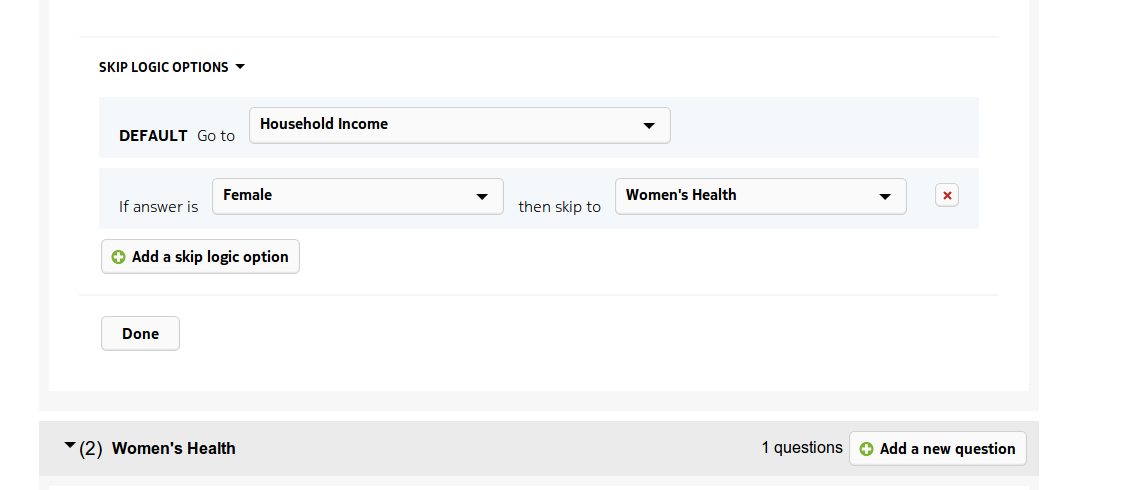 SKIP LOGIC OPTIONS
DEFAULT Go to Household Income
If answer is Female then skip to Women's Health
Add a skip logic option
Done
(2) Women's Health 1 questions Add a new question